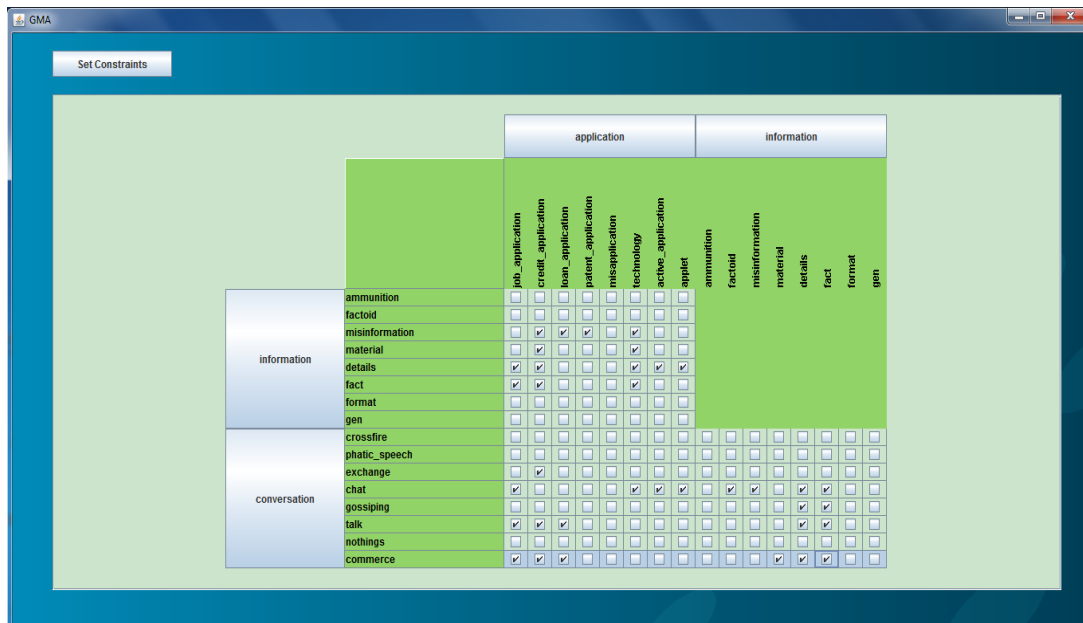 GMA
Set Constraints
application
information
job_application
credit_application
loan_application
patent_application
misapplication
technology
active_application
applet
ammunition
factoid
misinformation
material
details
fact
format
gen
information
ammunition
factoid
misinformation
material
details
fact
format
gen
conversation
crossfire
phatic_speech
exchange
chat
gossiping
talk
nothings
commerce